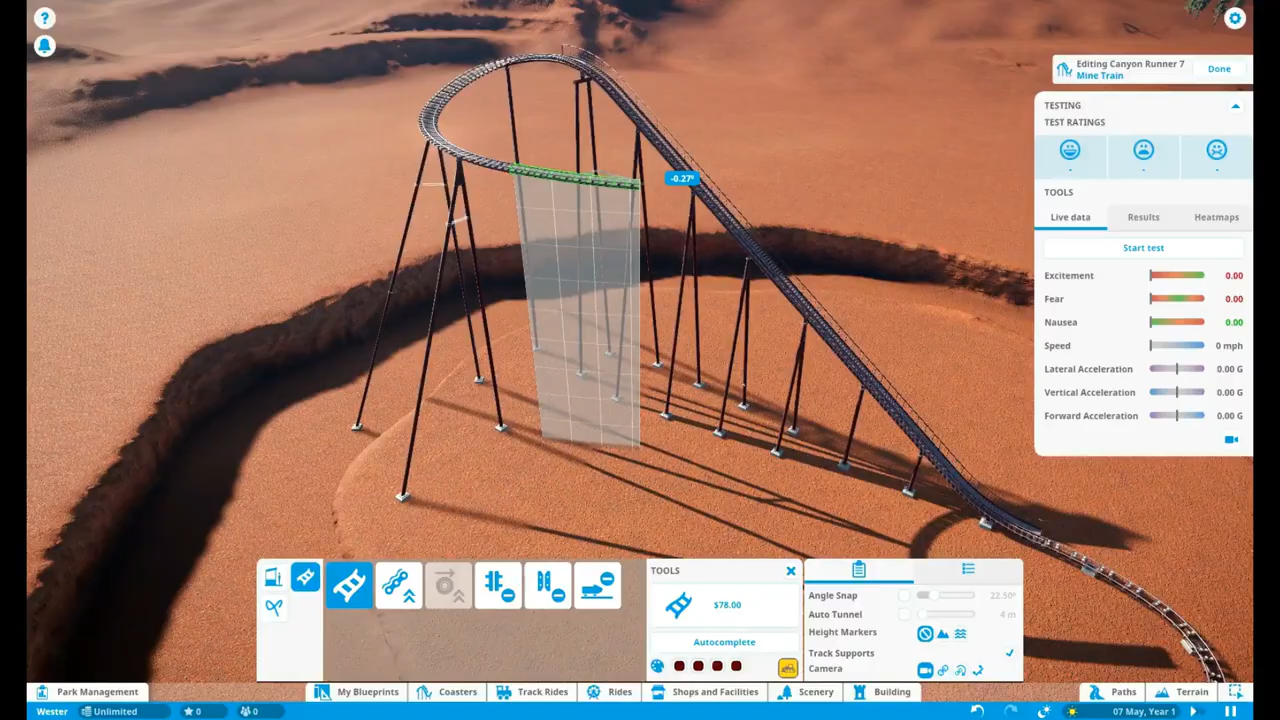 ?
Editing Canyon Runner 7
Mine Train
Done
TESTING
TEST RATINGS
- - -
TOOLS
Live data Results Heatmaps
Start test
Excitement 0.00
Fear 0.00
Nausea 0.00
Speed 0 mph
Lateral Acceleration 0.00 G
Vertical Acceleration 0.00 G
Forward Acceleration 0.00 G
-0.27°
TOOLS
$78.00
Autocomplete
Angle Snap 22.50°
Auto Tunnel 4 m
Height Markers
Track Supports
Camera
Park Management My Blueprints Coasters Track Rides Rides Shops and Facilities Scenery Building Paths Terrain
Wester Unlimited 0 0 07 May, Year 1